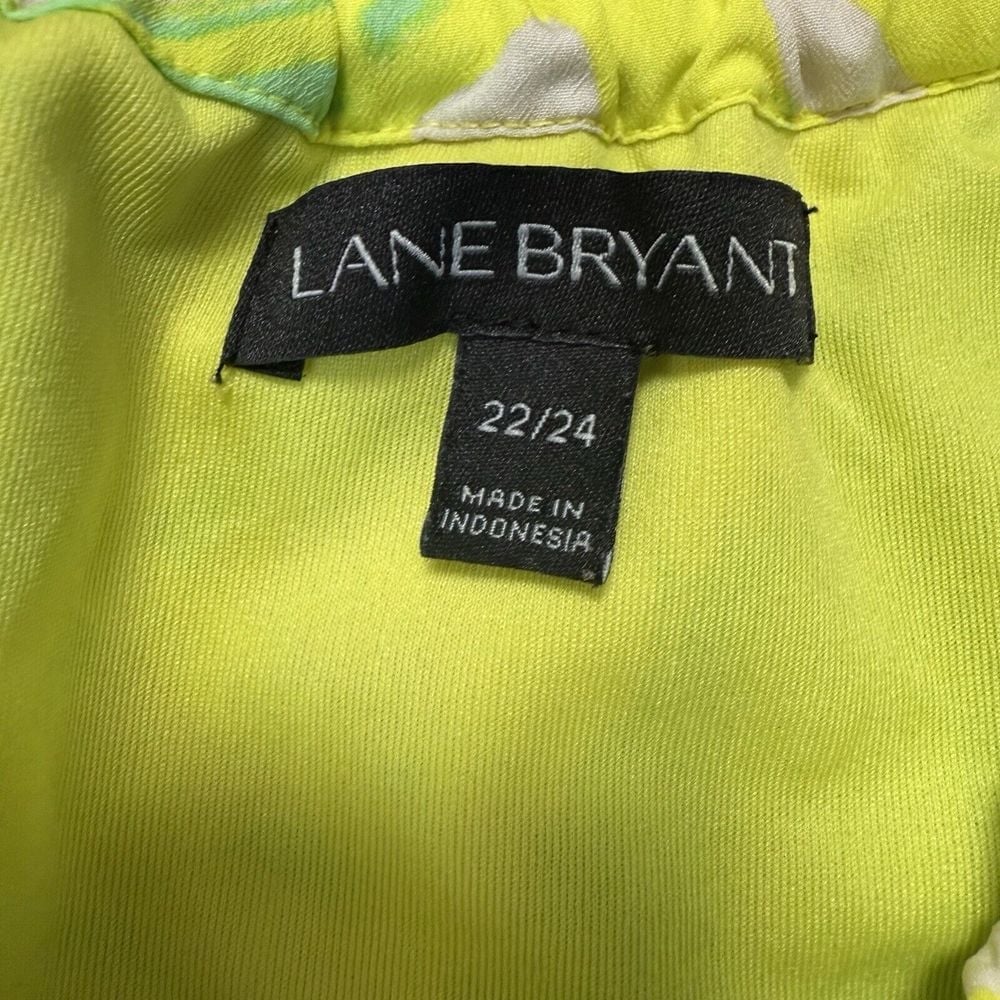 LANE BRYANT
22/24
MADE IN
INDONESIA